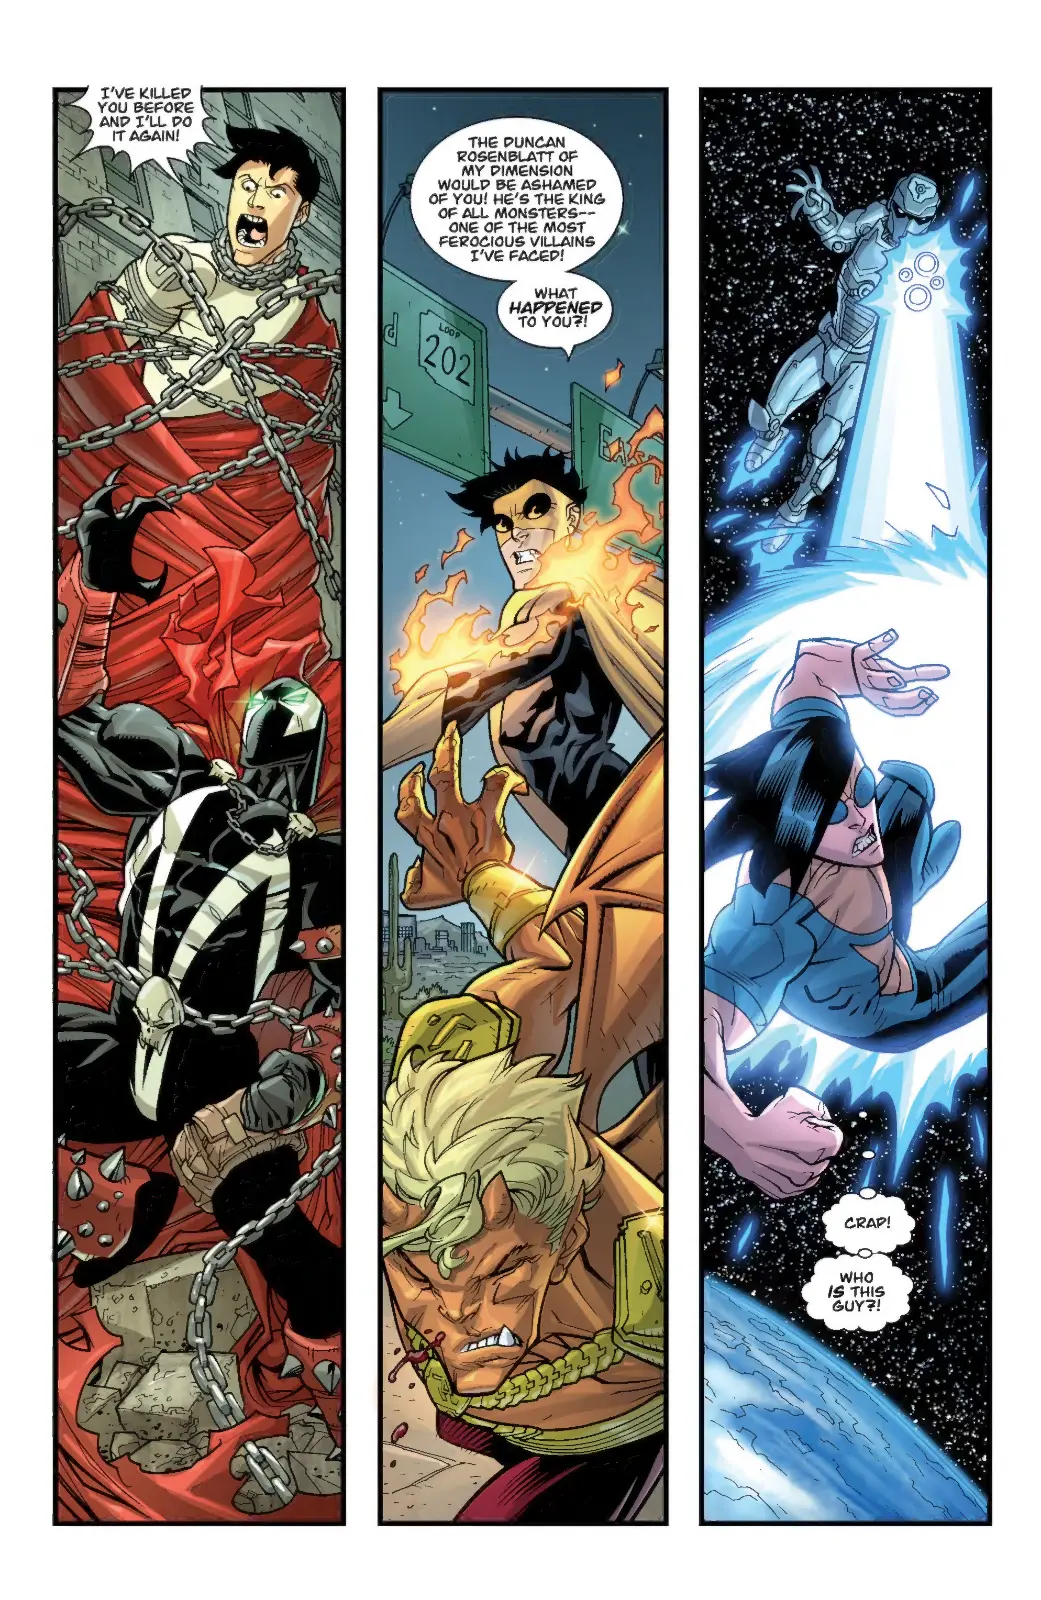 I'VE KILLED
YOU BEFORE
AND I'LL DO
IT AGAIN!
THE DUNCAN
ROSENBLATT OF
MY DIMENSION
WOULD BE ASHAMED
OF YOU! HE'S THE KING
OF ALL MONSTERS--
ONE OF THE MOST
FEROCIOUS VILLAINS
I'VE FACED!
WHAT
HAPPENED
TO YOU?!
LOOP
202
CRAP!
WHO
IS THIS
GUY?!